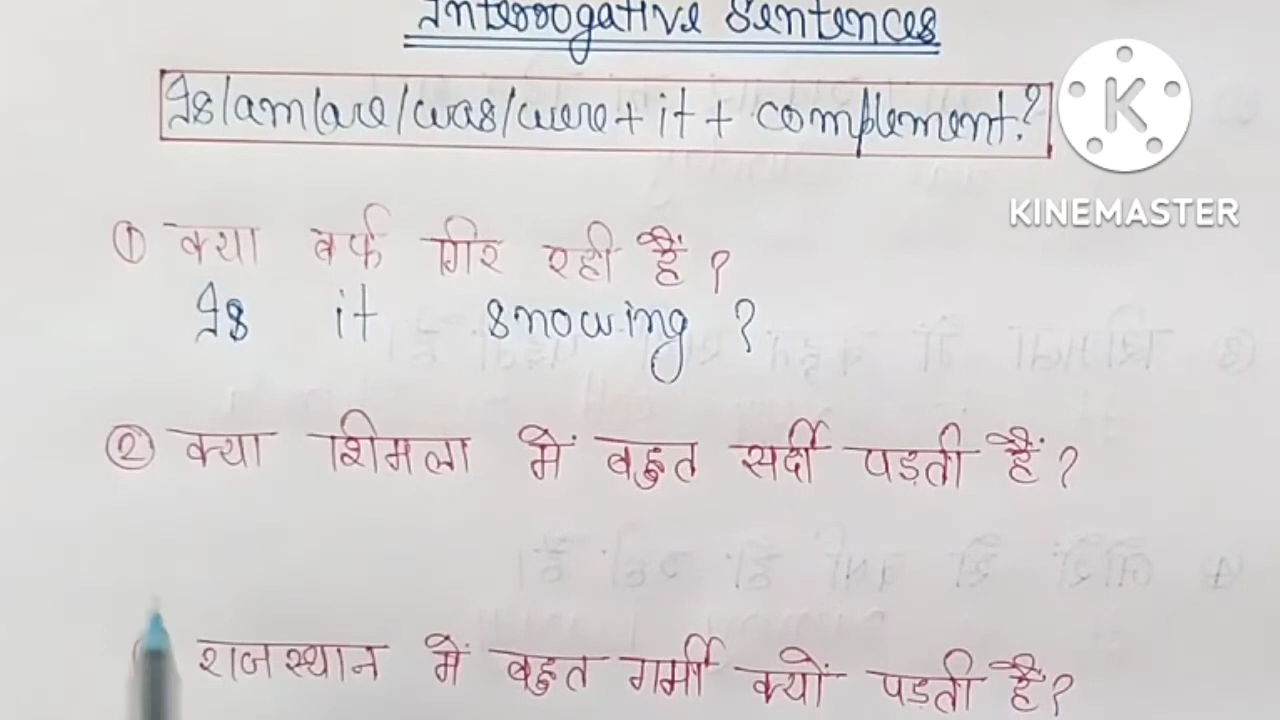 Interrogative Sentences
Is/am/are/was/were + it + complement?
K
KINEMASTER
① क्या बर्फ गिर रही हैं ?
Is it snowing ?
② क्या शिमला में बहुत सर्दी पड़ती हैं ?
राजस्थान में बहुत गर्मी क्यों पड़ती हैं ?